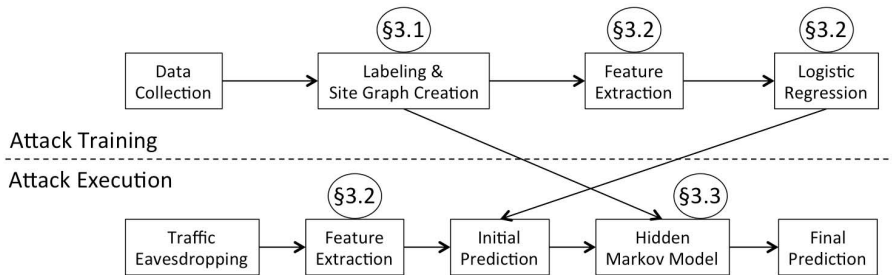 §3.1
§3.2
§3.2
Data
Collection
Labeling &
Site Graph Creation
Feature
Extraction
Logistic
Regression
Attack Training
Attack Execution
§3.2
§3.3
Traffic
Eavesdropping
Feature
Extraction
Initial
Prediction
Hidden
Markov Model
Final
Prediction